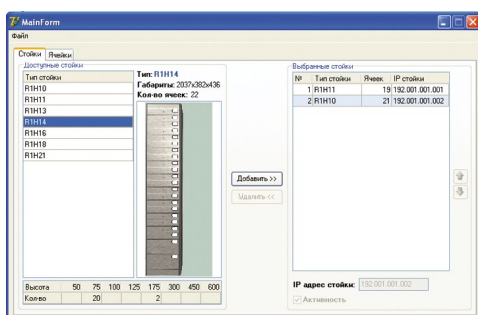 MainForm
Файл
Стойки Ячейки
Доступные стойки
Тип стойки
R1H10
R1H11
R1H13
R1H14
R1H16
R1H18
R1H21
Тип: R1H14
Габариты: 2037x382x436
Кол-во ячеек: 22
Высота 50 75 100 125 175 300 450 600
Кол-во 20 2
Добавить >>
Удалить <<
Выбранные стойки
№ Тип стойки Ячеек IP стойки
1 R1H11 19 192.001.001.001
2 R1H10 21 192.001.001.002
IP адрес стойки: 192.001.001.002
Активность